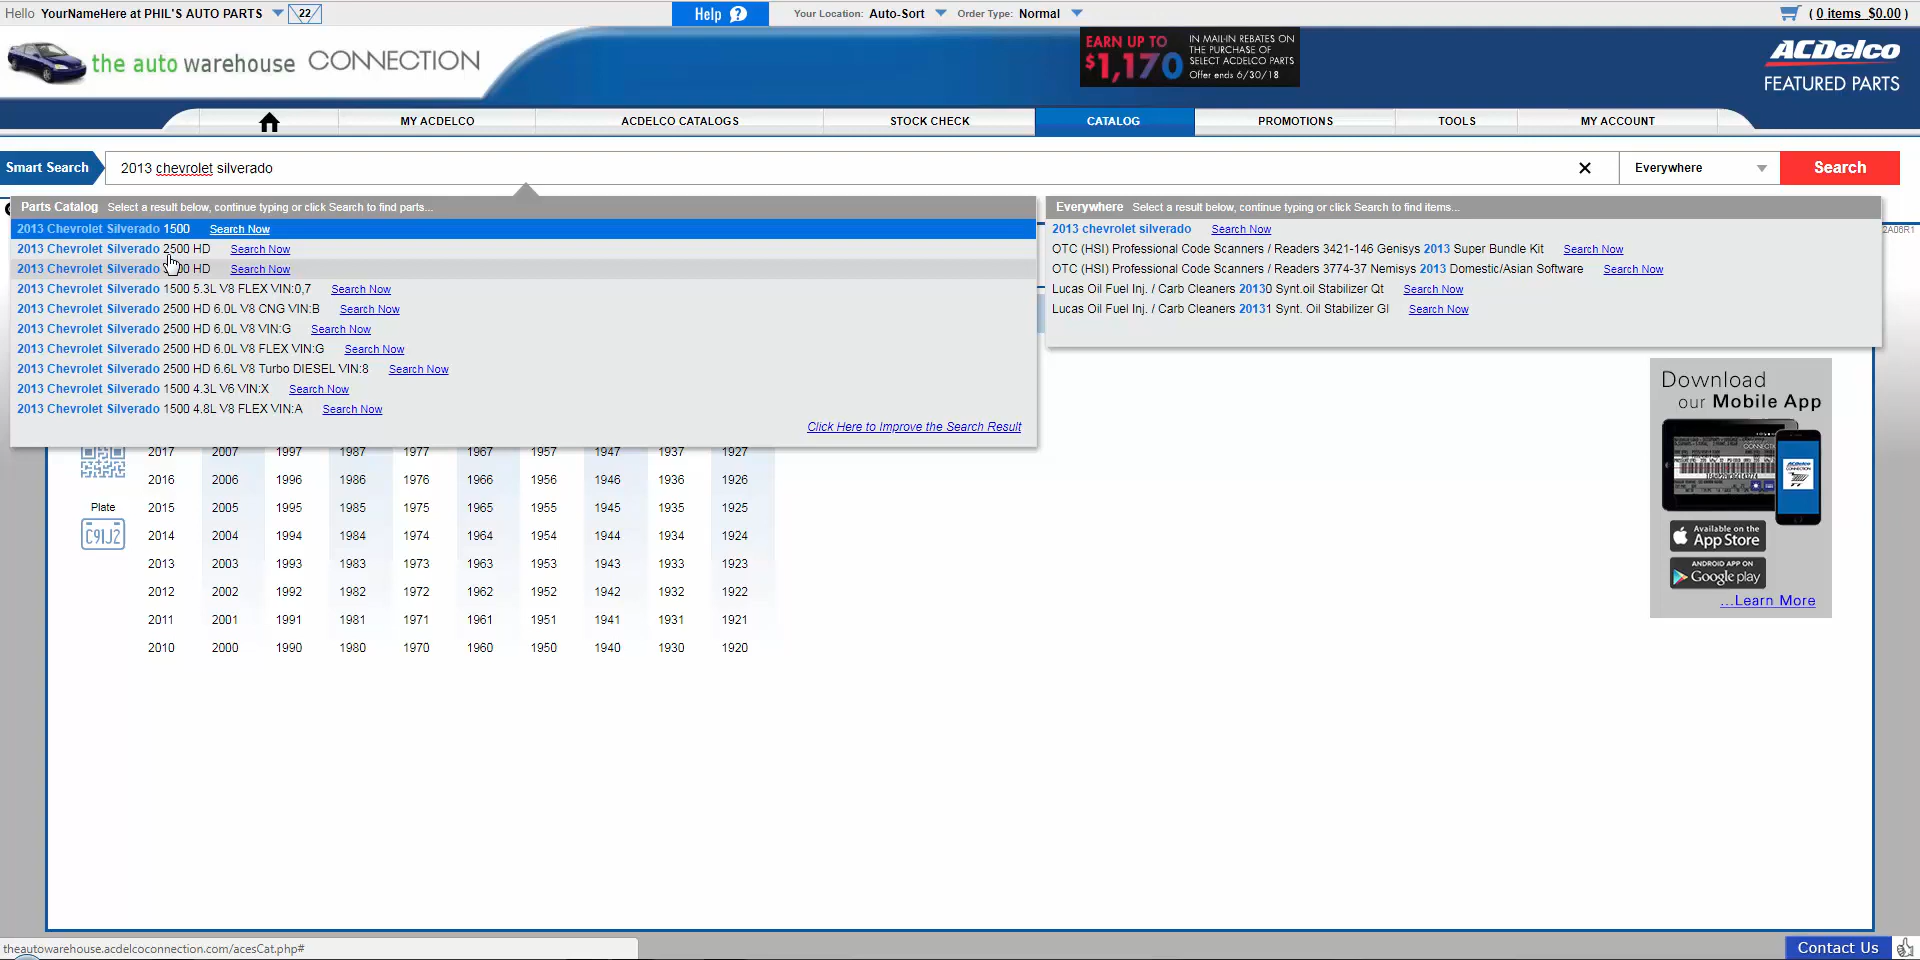 Hello YourNameHere at PHIL'S AUTO PARTS 22 Help ? Your Location: Auto-Sort Order Type: Normal ( 0 items $0.00 )
the auto warehouse CONNECTION
EARN UP TO $1,170
IN MAIL-IN REBATES ON
THE PURCHASE OF
SELECT ACDELCO PARTS
Offer ends 6/30/18
ACDelco
FEATURED PARTS
MY ACDELCO ACDELCO CATALOGS STOCK CHECK CATALOG PROMOTIONS TOOLS MY ACCOUNT
Smart Search 2013 chevrolet silverado Everywhere Search
Parts Catalog Select a result below, continue typing or click Search to find parts...
2013 Chevrolet Silverado 1500 Search Now
2013 Chevrolet Silverado 2500 HD Search Now
2013 Chevrolet Silverado 00 HD Search Now
2013 Chevrolet Silverado 1500 5.3L V8 FLEX VIN:0,7 Search Now
2013 Chevrolet Silverado 2500 HD 6.0L V8 CNG VIN:B Search Now
2013 Chevrolet Silverado 2500 HD 6.0L V8 VIN:G Search Now
2013 Chevrolet Silverado 2500 HD 6.0L V8 FLEX VIN:G Search Now
2013 Chevrolet Silverado 2500 HD 6.6L V8 Turbo DIESEL VIN:8 Search Now
2013 Chevrolet Silverado 1500 4.3L V6 VIN:X Search Now
2013 Chevrolet Silverado 1500 4.8L V8 FLEX VIN:A Search Now
Click Here to Improve the Search Result
Everywhere Select a result below, continue typing or click Search to find items...
2013 chevrolet silverado Search Now
OTC (HSI) Professional Code Scanners / Readers 3421-146 Genisys 2013 Super Bundle Kit Search Now
OTC (HSI) Professional Code Scanners / Readers 3774-37 Nemisys 2013 Domestic/Asian Software Search Now
Lucas Oil Fuel Inj. / Carb Cleaners 20130 Synt.oil Stabilizer Qt Search Now
Lucas Oil Fuel Inj. / Carb Cleaners 20131 Synt. Oil Stabilizer Gl Search Now
2A06R1
2017 2007 1997 1987 1977 1967 1957 1947 1937 1927
2016 2006 1996 1986 1976 1966 1956 1946 1936 1926
Plate 2015 2005 1995 1985 1975 1965 1955 1945 1935 1925
C91J2 2014 2004 1994 1984 1974 1964 1954 1944 1934 1924
2013 2003 1993 1983 1973 1963 1953 1943 1933 1923
2012 2002 1992 1982 1972 1962 1952 1942 1932 1922
2011 2001 1991 1981 1971 1961 1951 1941 1931 1921
2010 2000 1990 1980 1970 1960 1950 1940 1930 1920
Download
our Mobile App
ACDelco
CONNECTION
Available on the
App Store
ANDROID APP ON
Google play
...Learn More
theautowarehouse.acdelcoconnection.com/acesCat.php#
Contact Us